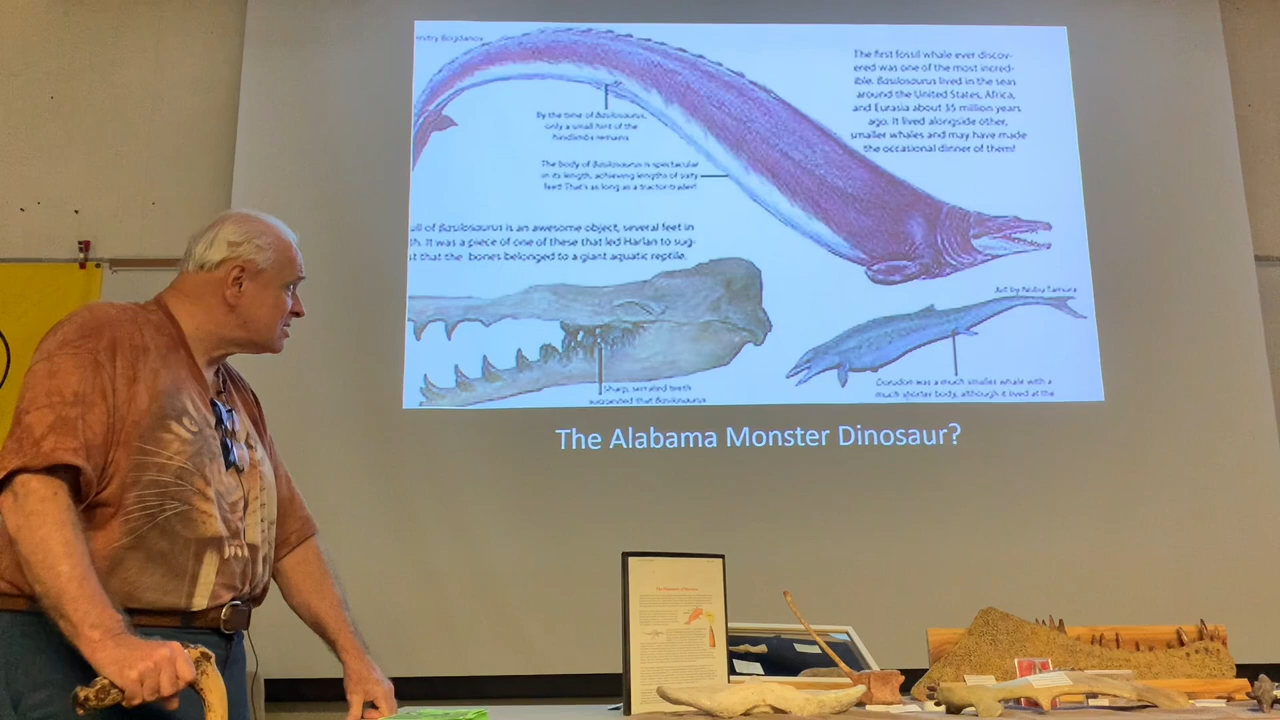 mitry Bogdanov
The first fossil whale ever discov-
ered was one of the most incred-
ible. Basilosaurus lived in the seas
around the United States, Africa,
and Eurasia about 35 million years
ago. It lived alongside other,
smaller whales and may have made
the occasional dinner of them!
By the time of Basilosaurus,
only a small hint of the
hindlimbs remains
The body of Basilosaurus is spectacular
in its length, achieving lengths of sixty
feet! That's as long as a tractor-trailer!
ull of Basilosaurus is an awesome object, several feet in
h. It was a piece of one of these that led Harlan to sug-
st that the bones belonged to a giant aquatic reptile.
Art by Nobu Tamura
Sharp, serrated teeth
suggested that Basilosaurus
Dorudon was a much smaller whale with a
much shorter body, although it lived at the
The Alabama Monster Dinosaur?